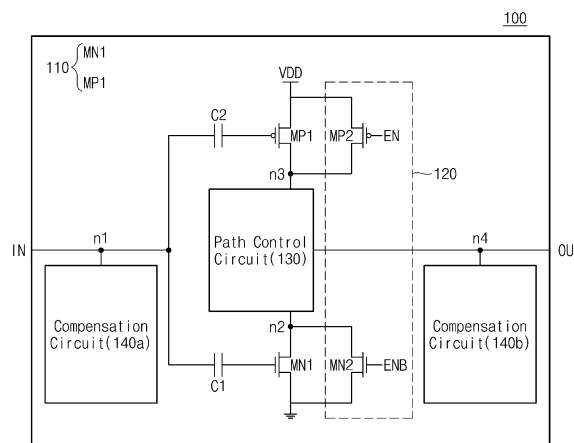 100
110 { MN1
MP1
VDD
C2
MP1
MP2
EN
n3
120
IN
n1
Path Control
Circuit(130)
n4
OU
Compensation
Circuit(140a)
n2
Compensation
Circuit(140b)
C1
MN1
MN2
ENB